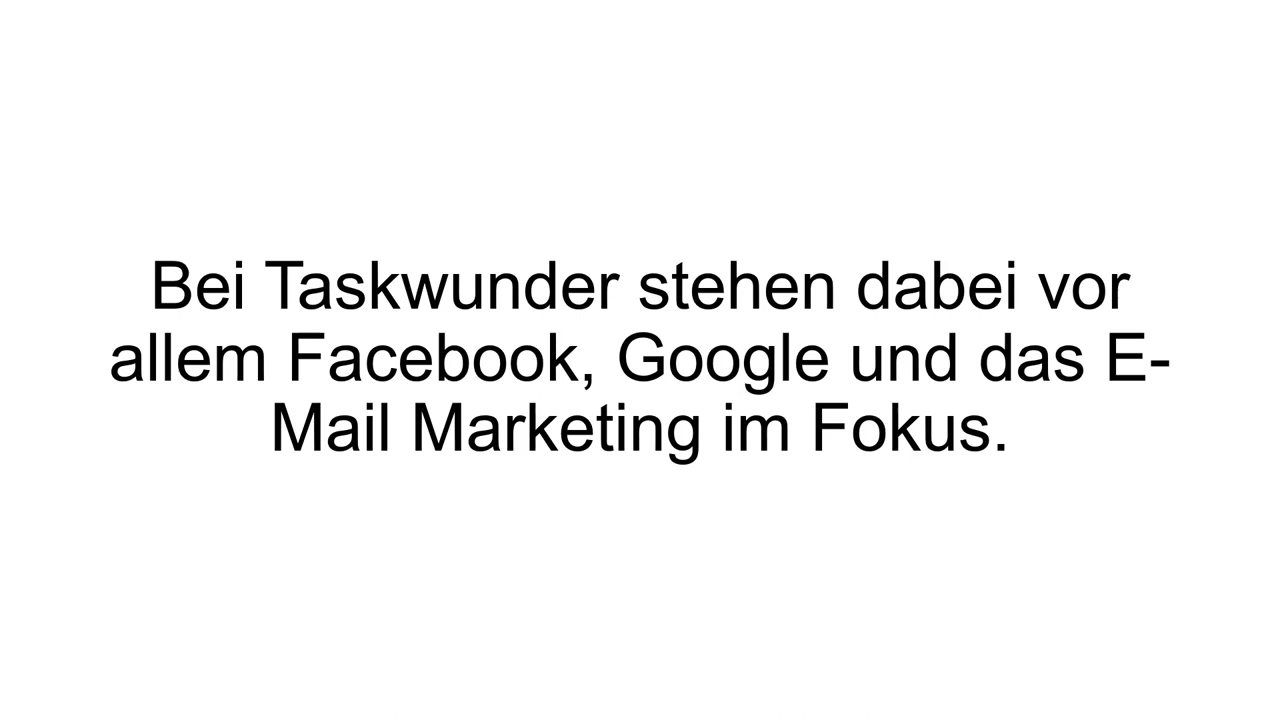 Bei Taskwunder stehen dabei vor
allem Facebook, Google und das E-
Mail Marketing im Fokus.